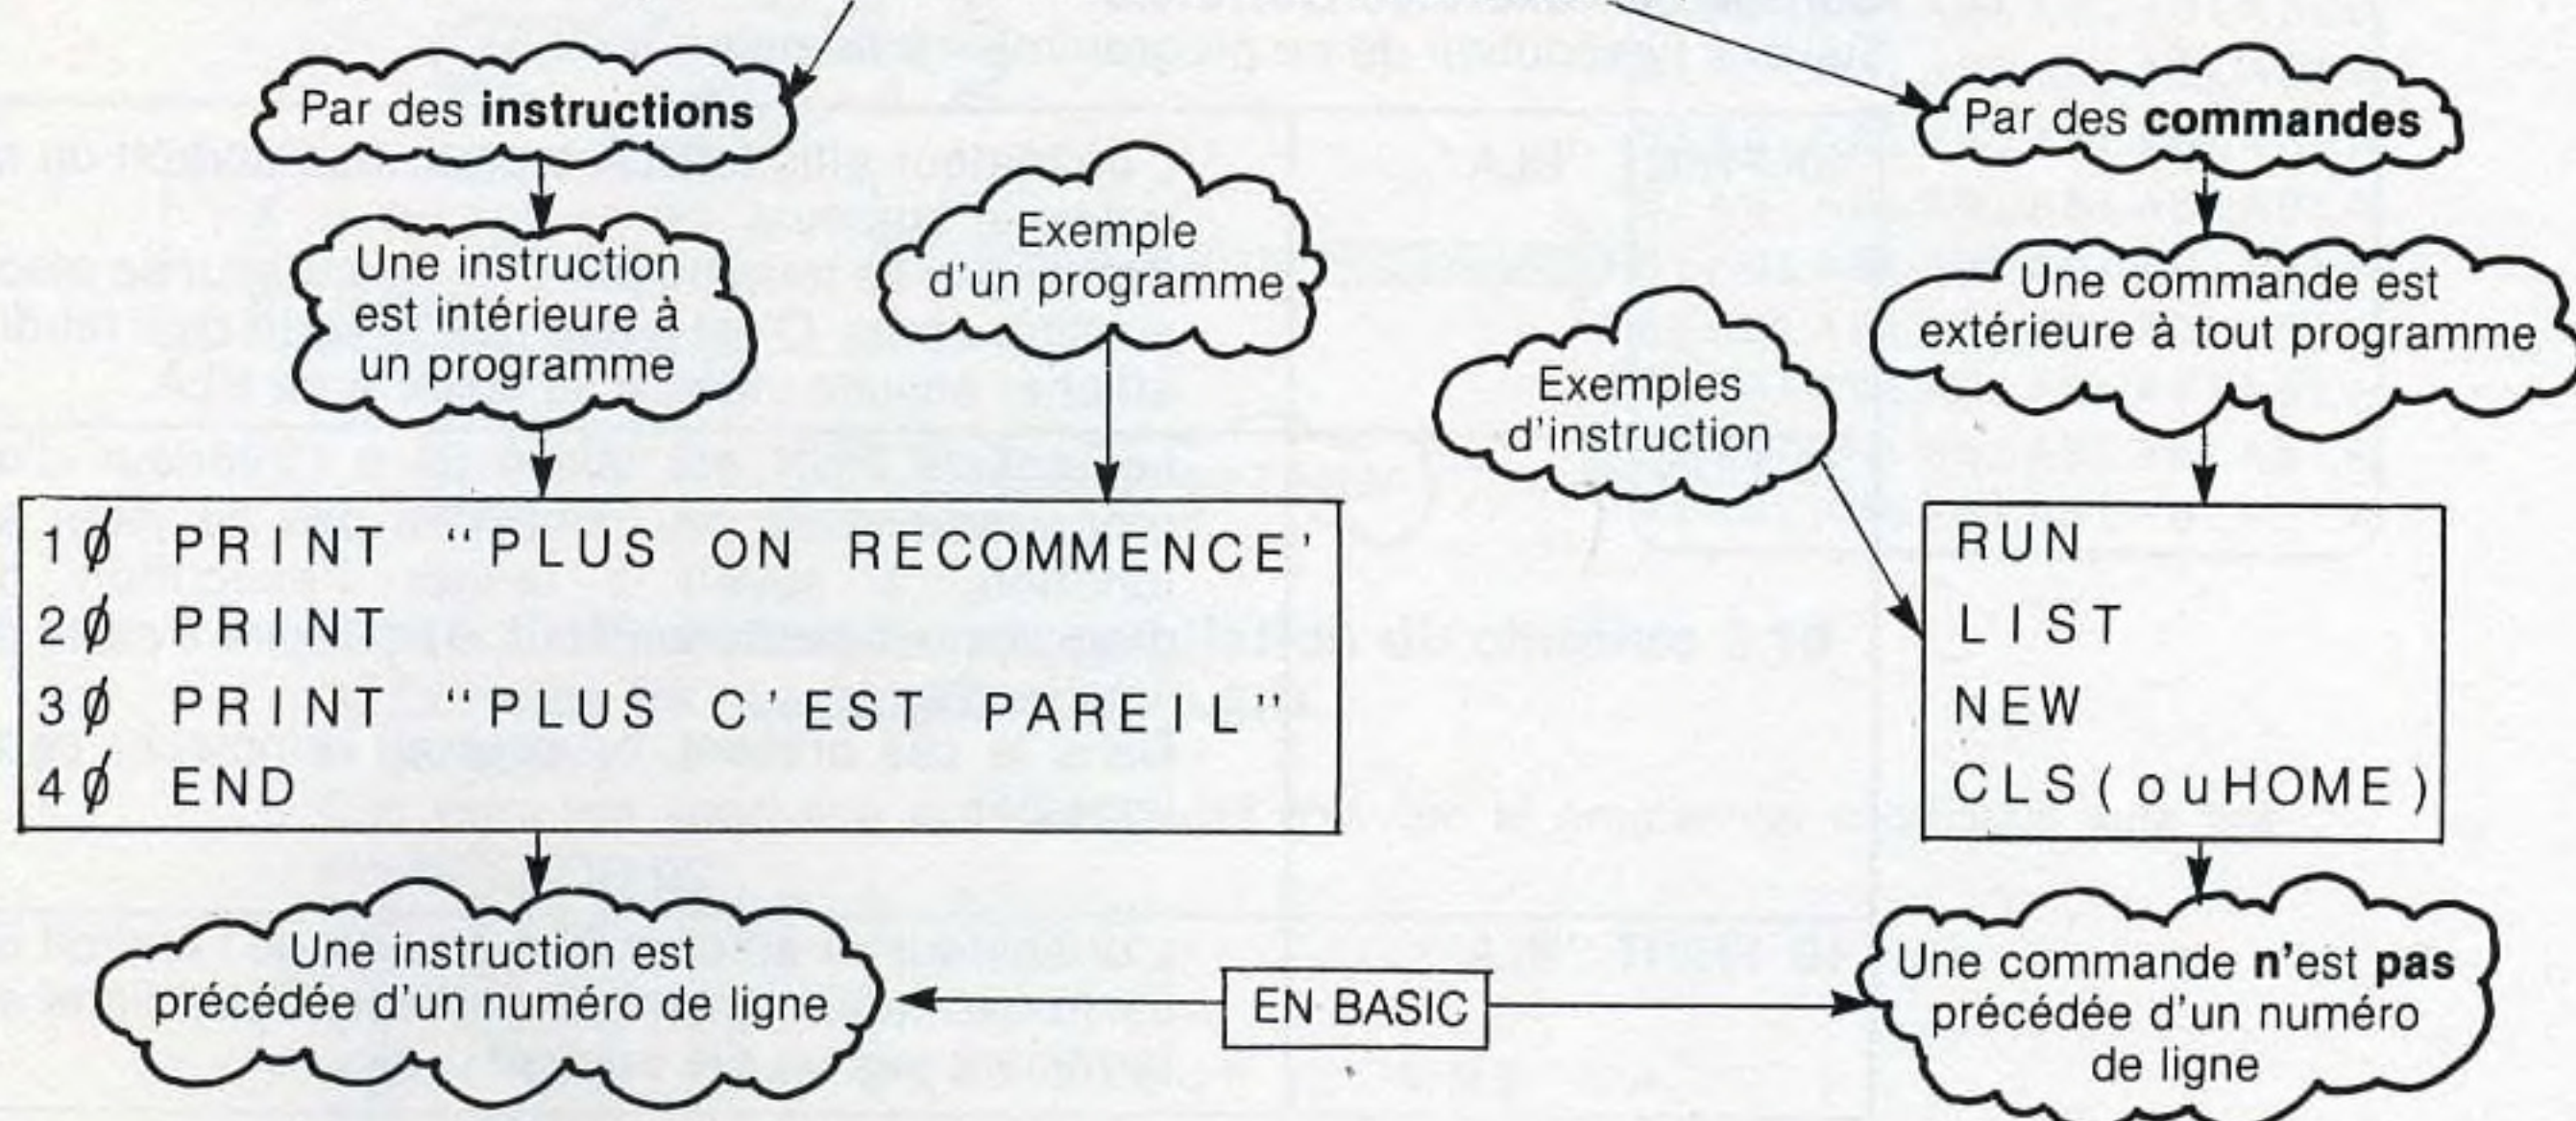 Par des instructions
Une instruction
est intérieure à
un programme
Exemple
d'un programme
1Ø PRINT "PLUS ON RECOMMENCE'
2Ø PRINT
3Ø PRINT "PLUS C'EST PAREIL"
4Ø END
Une instruction est
précédée d'un numéro de ligne
EN BASIC
Par des commandes
Une commande est
extérieure à tout programme
Exemples
d'instruction
RUN
LIST
NEW
CLS(ouHOME)
Une commande n'est pas
précédée d'un numéro
de ligne